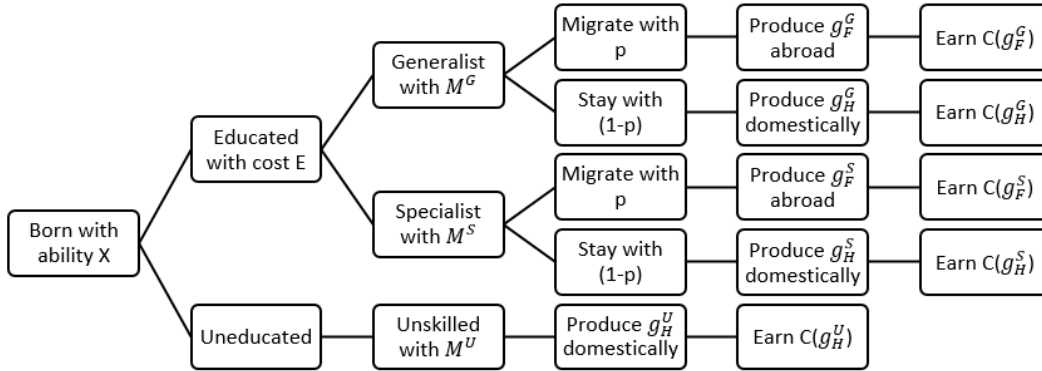 Born with
ability X
Educated
with cost E
Uneducated
Generalist
with $M^G$
Specialist
with $M^S$
Unskilled
with $M^U$
Migrate with
p
Stay with
(1-p)
Migrate with
p
Stay with
(1-p)
Produce $g_H^U$
domestically
Produce $g_F^G$
abroad
Produce $g_H^G$
domestically
Produce $g_F^S$
abroad
Produce $g_H^S$
domestically
Earn C($g_H^U$)
Earn C($g_F^G$)
Earn C($g_H^G$)
Earn C($g_F^S$)
Earn C($g_H^S$)